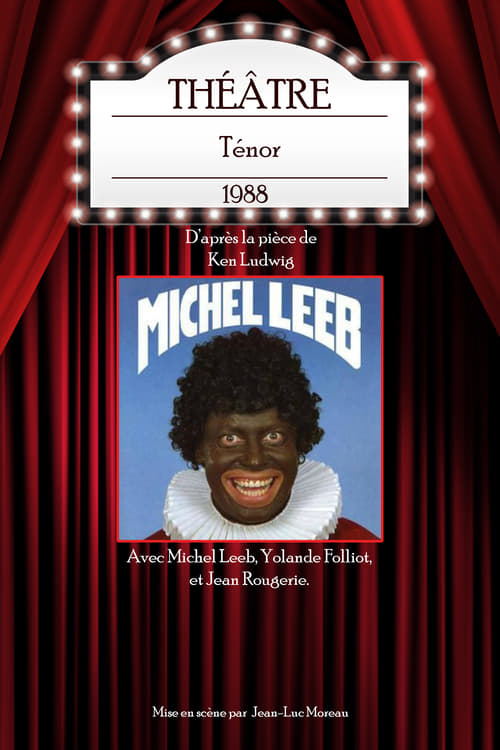 THÉÂTRE
Ténor
1988
D'après la pièce de
Ken Ludwig
MICHEL LEEB
Avec Michel Leeb, Yolande Folliot,
et Jean Rougerie.
Mise en scène par Jean-Luc Moreau